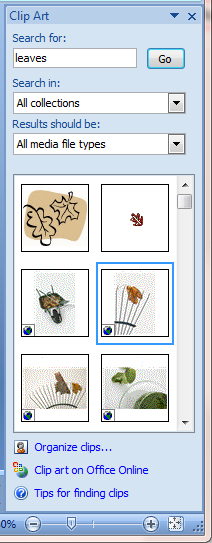 Clip Art
Search for:
leaves
Go
Search in:
All collections
Results should be:
All media file types
Organize clips...
Clip art on Office Online
Tips for finding clips
0%